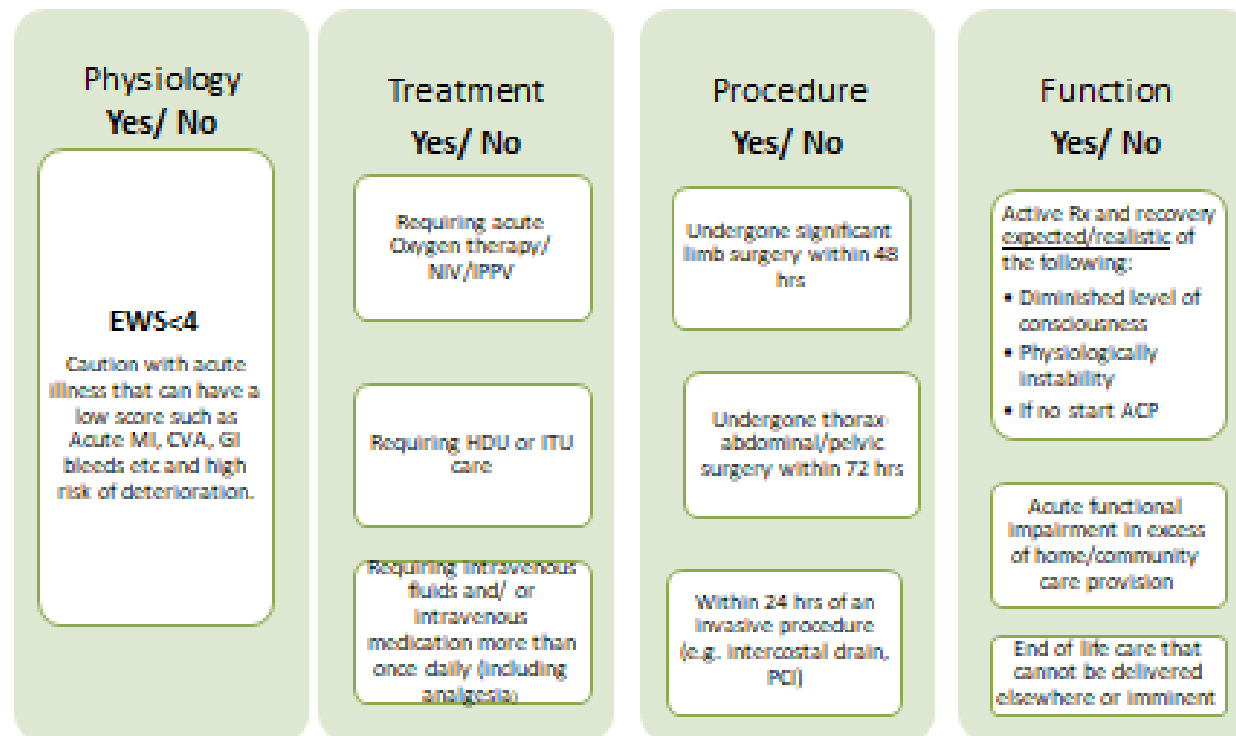 Physiology
Yes/ No
EWS<4
Caution with acute
illness that can have a
low score such as
Acute MI, CVA, GI
bleeds etc and high
risk of deterioration.
Treatment
Yes/ No
Requiring acute
Oxygen therapy/
NIV/IPPV
Requiring HDU or ITU
care
Requiring intravenous
fluids and/ or
intravenous
medication more than
once daily (including
analgesia)
Procedure
Yes/ No
Undergone significant
limb surgery within 48
hrs
Undergone thorax-
abdominal/pelvic
surgery within 72 hrs
Within 24 hrs of an
invasive procedure
(e.g. intercostal drain,
PCI)
Function
Yes/ No
Active Rx and recovery
expected/realistic of
the following:
• Diminished level of
consciousness
• Physiologically
instability
• If no start ACP
Acute functional
impairment in excess
of home/community
care provision
End of life care that
cannot be delivered
elsewhere or imminent